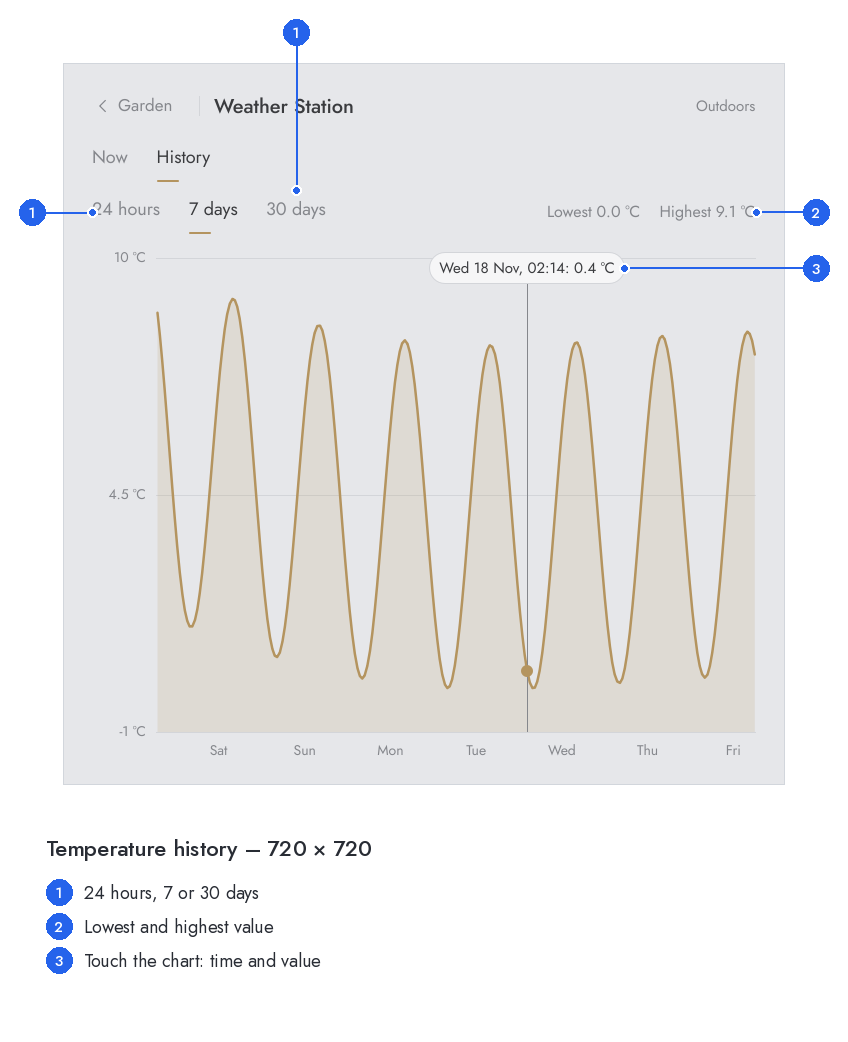 1
Garden
Weather Station
Outdoors
Now
History
1
24 hours
7 days
30 days
Lowest 0.0 °C
Highest 9.1 °C
2
10 °C
Wed 18 Nov, 02:14: 0.4 °C
3
4.5 °C
-1 °C
Sat
Sun
Mon
Tue
Wed
Thu
Fri
Temperature history – 720 × 720
1 24 hours, 7 or 30 days
2 Lowest and highest value
3 Touch the chart: time and value